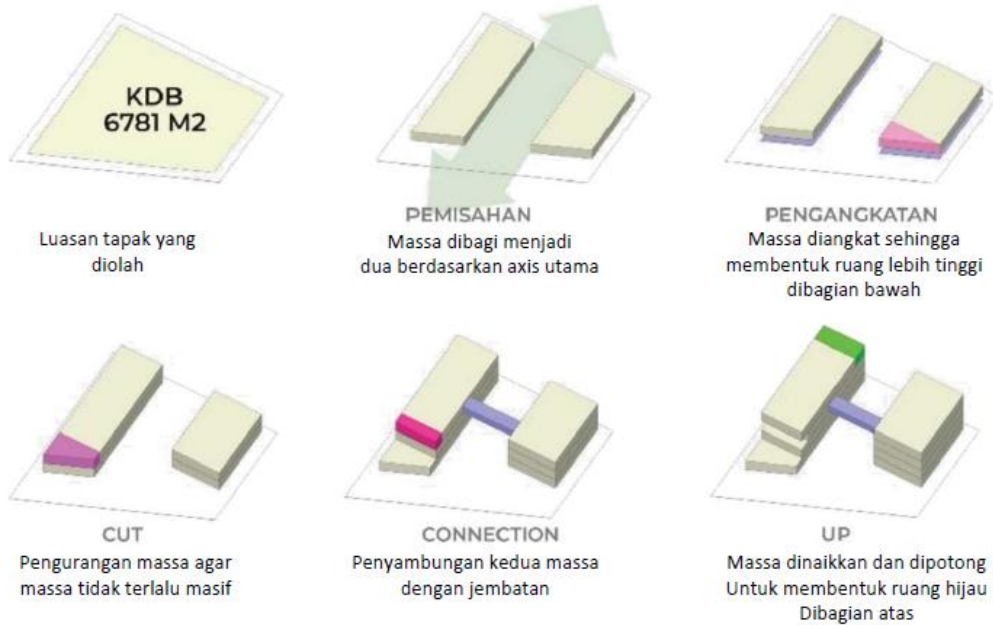 KDB
6781 M2
Luasan tapak yang
diolah
PEMISAHAN
Massa dibagi menjadi
dua berdasarkan axis utama
PENGANGKATAN
Massa diangkat sehingga
membentuk ruang lebih tinggi
dibagian bawah
CUT
Pengurangan massa agar
massa tidak terlalu masif
CONNECTION
Penyambungan kedua massa
dengan jembatan
UP
Massa dinaikkan dan dipotong
Untuk membentuk ruang hijau
Dibagian atas